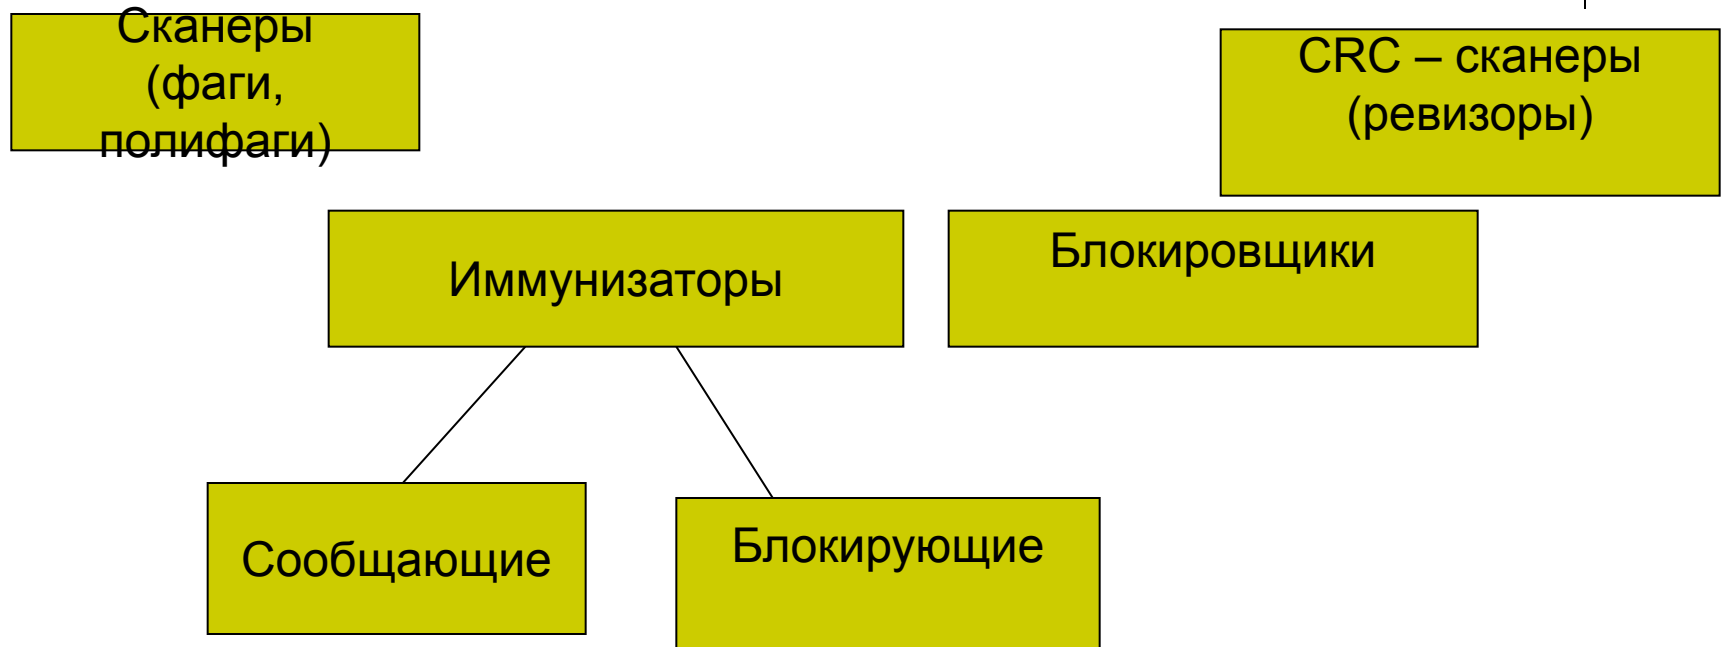 Сканеры
(фаги,
полифаги)
CRC – сканеры
(ревизоры)
Иммунизаторы
Блокировщики
Сообщающие
Блокирующие